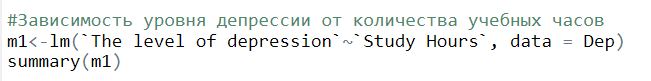 #Зависимость уровня депрессии от количества учебных часов
m1<-lm(`The level of depression`~`Study Hours`, data = Dep)
summary(m1)